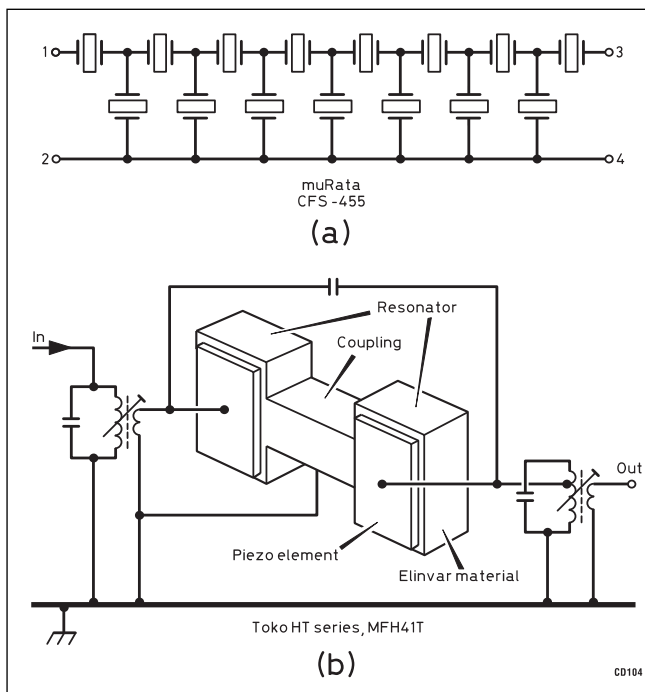 1
3
2
4
muRata
CFS-455
(a)
Resonator
In
Coupling
Out
Piezo element
Elinvar material
Toko HT series, MFH41T
(b)
CD104